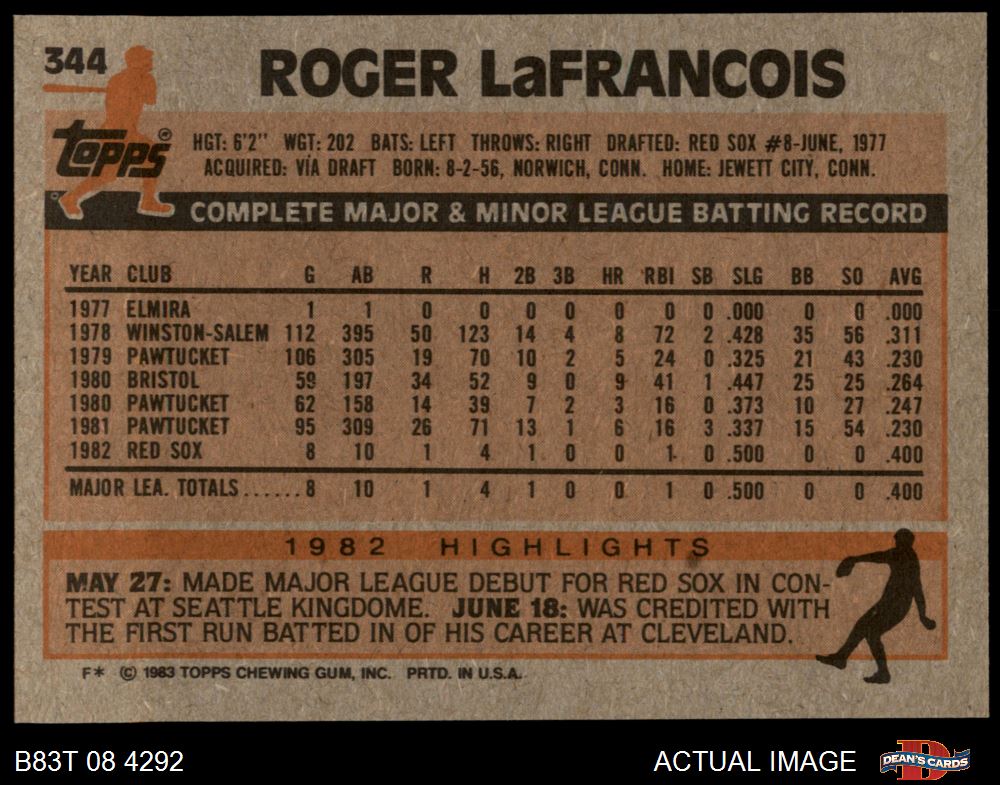 344
ROGER LaFRANCOIS
topps®
HGT: 6'2'' WGT: 202 BATS: LEFT THROWS: RIGHT DRAFTED: RED SOX #8-JUNE, 1977
ACQUIRED: VIA DRAFT BORN: 8-2-56, NORWICH, CONN. HOME: JEWETT CITY, CONN.
COMPLETE MAJOR & MINOR LEAGUE BATTING RECORD
YEAR CLUB G AB R H 2B 3B HR RBI SB SLG BB SO AVG
1977 ELMIRA 1 1 0 0 0 0 0 0 0 .000 0 0 .000
1978 WINSTON-SALEM 112 395 50 123 14 4 8 72 2 .428 35 56 .311
1979 PAWTUCKET 106 305 19 70 10 2 5 24 0 .325 21 43 .230
1980 BRISTOL 59 197 34 52 9 0 9 41 1 .447 25 25 .264
1980 PAWTUCKET 62 158 14 39 7 2 3 16 0 .373 10 27 .247
1981 PAWTUCKET 95 309 26 71 13 1 6 16 3 .337 15 54 .230
1982 RED SOX 8 10 1 4 1 0 0 1 0 .500 0 0 .400
MAJOR LEA. TOTALS......8 10 1 4 1 0 0 1 0 .500 0 0 .400
1982 HIGHLIGHTS
MAY 27: MADE MAJOR LEAGUE DEBUT FOR RED SOX IN CON-
TEST AT SEATTLE KINGDOME. JUNE 18: WAS CREDITED WITH
THE FIRST RUN BATTED IN OF HIS CAREER AT CLEVELAND.
F* © 1983 TOPPS CHEWING GUM, INC. PRTD. IN U.S.A.
B83T 08 4292
ACTUAL IMAGE
D
DEAN'S CARDS